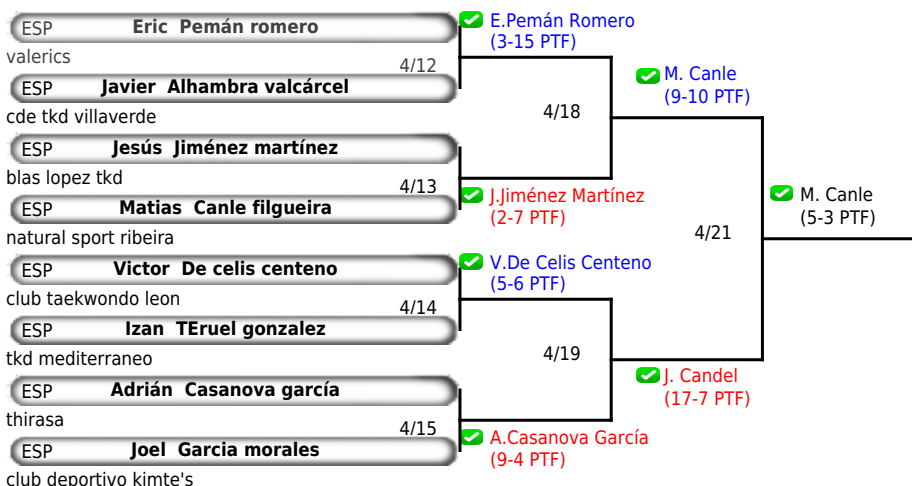 ESP Eric Pemán romero
valerics
4/12
ESP Javier Alhambra valcárcel
cde tkd villaverde
ESP Jesús Jiménez martínez
blas lopez tkd
4/13
ESP Matias Canle filgueira
natural sport ribeira
ESP Victor De celis centeno
club taekwondo leon
4/14
ESP Izan TEruel gonzalez
tkd mediterraneo
ESP Adrián Casanova garcía
thirasa
4/15
ESP Joel Garcia morales
club deportivo kimte's
E.Pemán Romero
(3-15 PTF)
4/18
J.Jiménez Martínez
(2-7 PTF)
V.De Celis Centeno
(5-6 PTF)
4/19
A.Casanova García
(9-4 PTF)
M. Canle
(9-10 PTF)
4/21
J. Candel
(17-7 PTF)
M. Canle
(5-3 PTF)